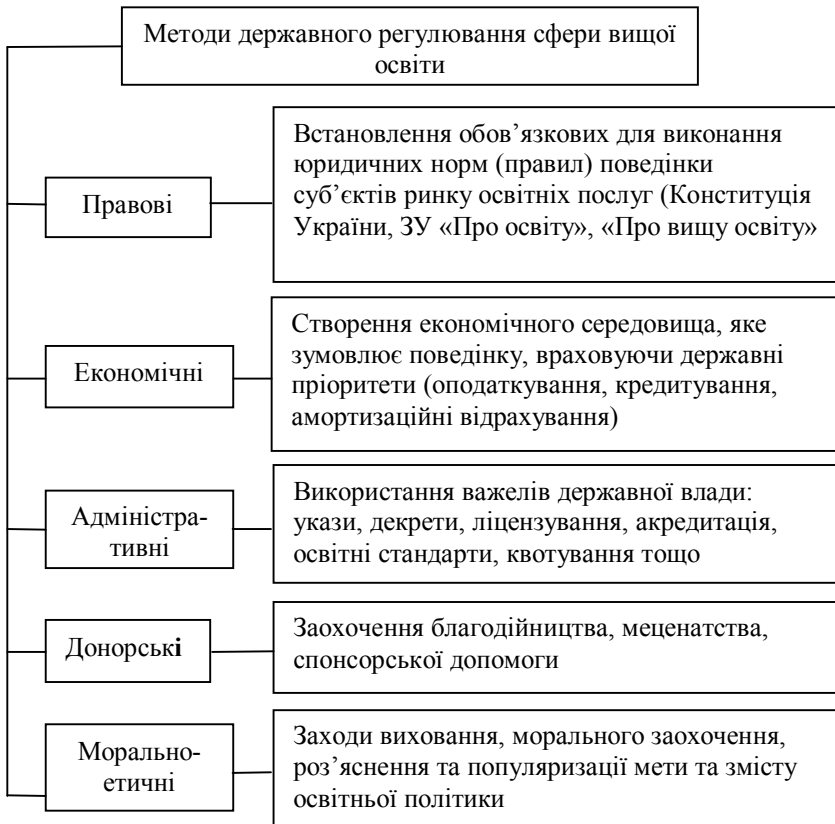 Методи державного регулювання сфери вищої
освіти
Правові
Встановлення обов’язкових для виконання
юридичних норм (правил) поведінки
суб’єктів ринку освітніх послуг (Конституція
України, ЗУ «Про освіту», «Про вищу освіту»
Економічні
Створення економічного середовища, яке
зумовлює поведінку, враховуючи державні
пріоритети (оподаткування, кредитування,
амортизаційні відрахування)
Адміністра-
тивні
Використання важелів державної влади:
укази, декрети, ліцензування, акредитація,
освітні стандарти, квотування тощо
Донорські
Заохочення благодійництва, меценатства,
спонсорської допомоги
Морально-
етичні
Заходи виховання, морального заохочення,
роз’яснення та популяризації мети та змісту
освітньої політики